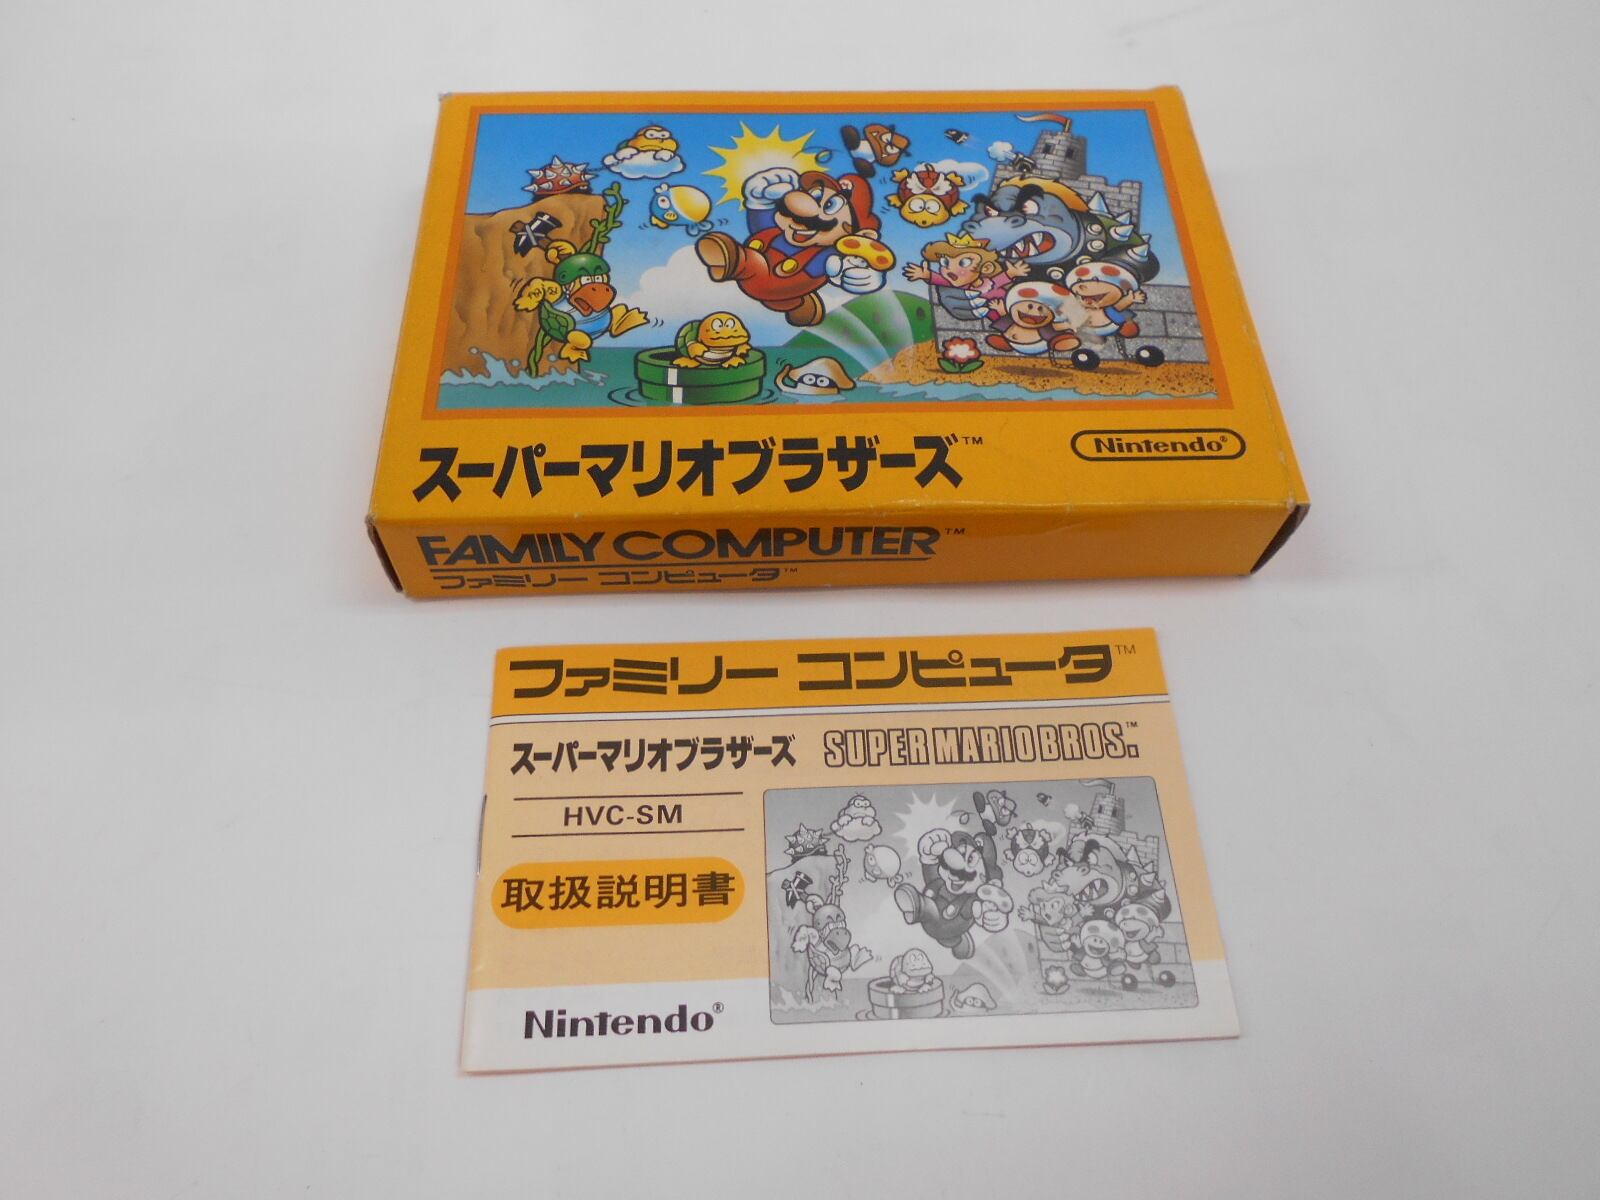 スーパーマリオブラザーズ™
Nintendo®
FAMILY COMPUTER™
ファミリー コンピュータ™
ファミリー コンピュータ™
スーパーマリオブラザーズ SUPER MARIO BROS.™
HVC-SM
取扱説明書
Nintendo®